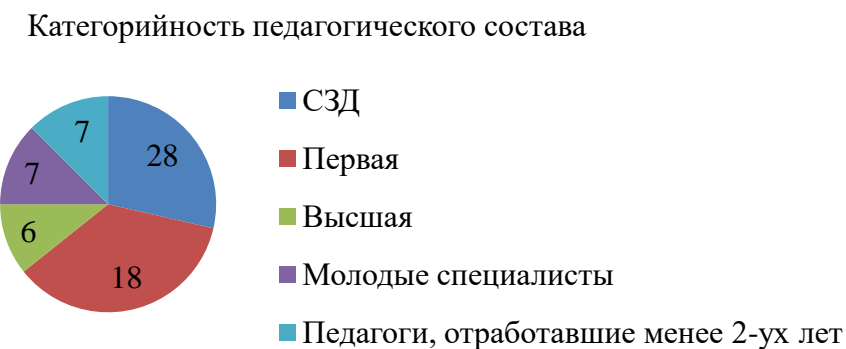 Категорийность педагогического состава
7
28
7
6
18
СЗД
Первая
Высшая
Молодые специалисты
Педагоги, отработавшие менее 2-ух лет